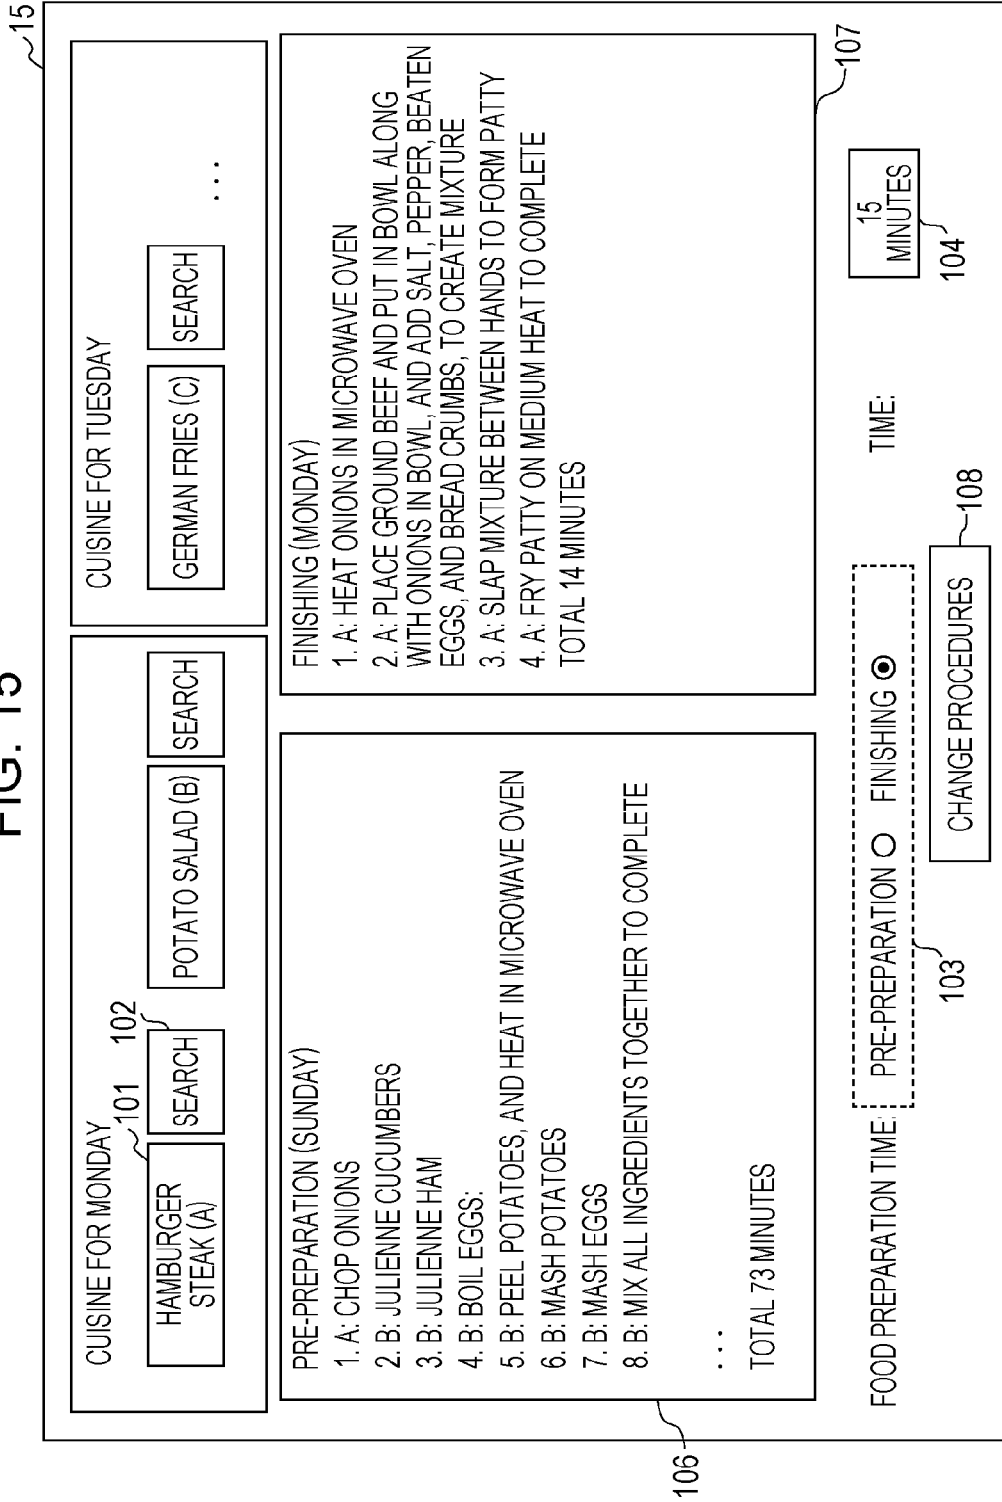 FIG. 15
15
CUISINE FOR MONDAY
101
102
HAMBURGER
STEAK (A)
SEARCH
POTATO SALAD (B)
SEARCH
CUISINE FOR TUESDAY
GERMAN FRIES (C)
SEARCH
...
PRE-PREPARATION (SUNDAY)
1. A: CHOP ONIONS
2. B: JULIENNE CUCUMBERS
3. B: JULIENNE HAM
4. B: BOIL EGGS:
5. B: PEEL POTATOES, AND HEAT IN MICROWAVE OVEN
6. B: MASH POTATOES
7. B: MASH EGGS
8. B: MIX ALL INGREDIENTS TOGETHER TO COMPLETE
...
TOTAL 73 MINUTES
106
FINISHING (MONDAY)
1. A: HEAT ONIONS IN MICROWAVE OVEN
2. A: PLACE GROUND BEEF AND PUT IN BOWL ALONG
WITH ONIONS IN BOWL, AND ADD SALT, PEPPER, BEATEN
EGGS, AND BREAD CRUMBS, TO CREATE MIXTURE
3. A: SLAP MIXTURE BETWEEN HANDS TO FORM PATTY
4. A: FRY PATTY ON MEDIUM HEAT TO COMPLETE
TOTAL 14 MINUTES
107
FOOD PREPARATION TIME:
PRE-PREPARATION
FINISHING
103
TIME:
15
MINUTES
104
CHANGE PROCEDURES
108